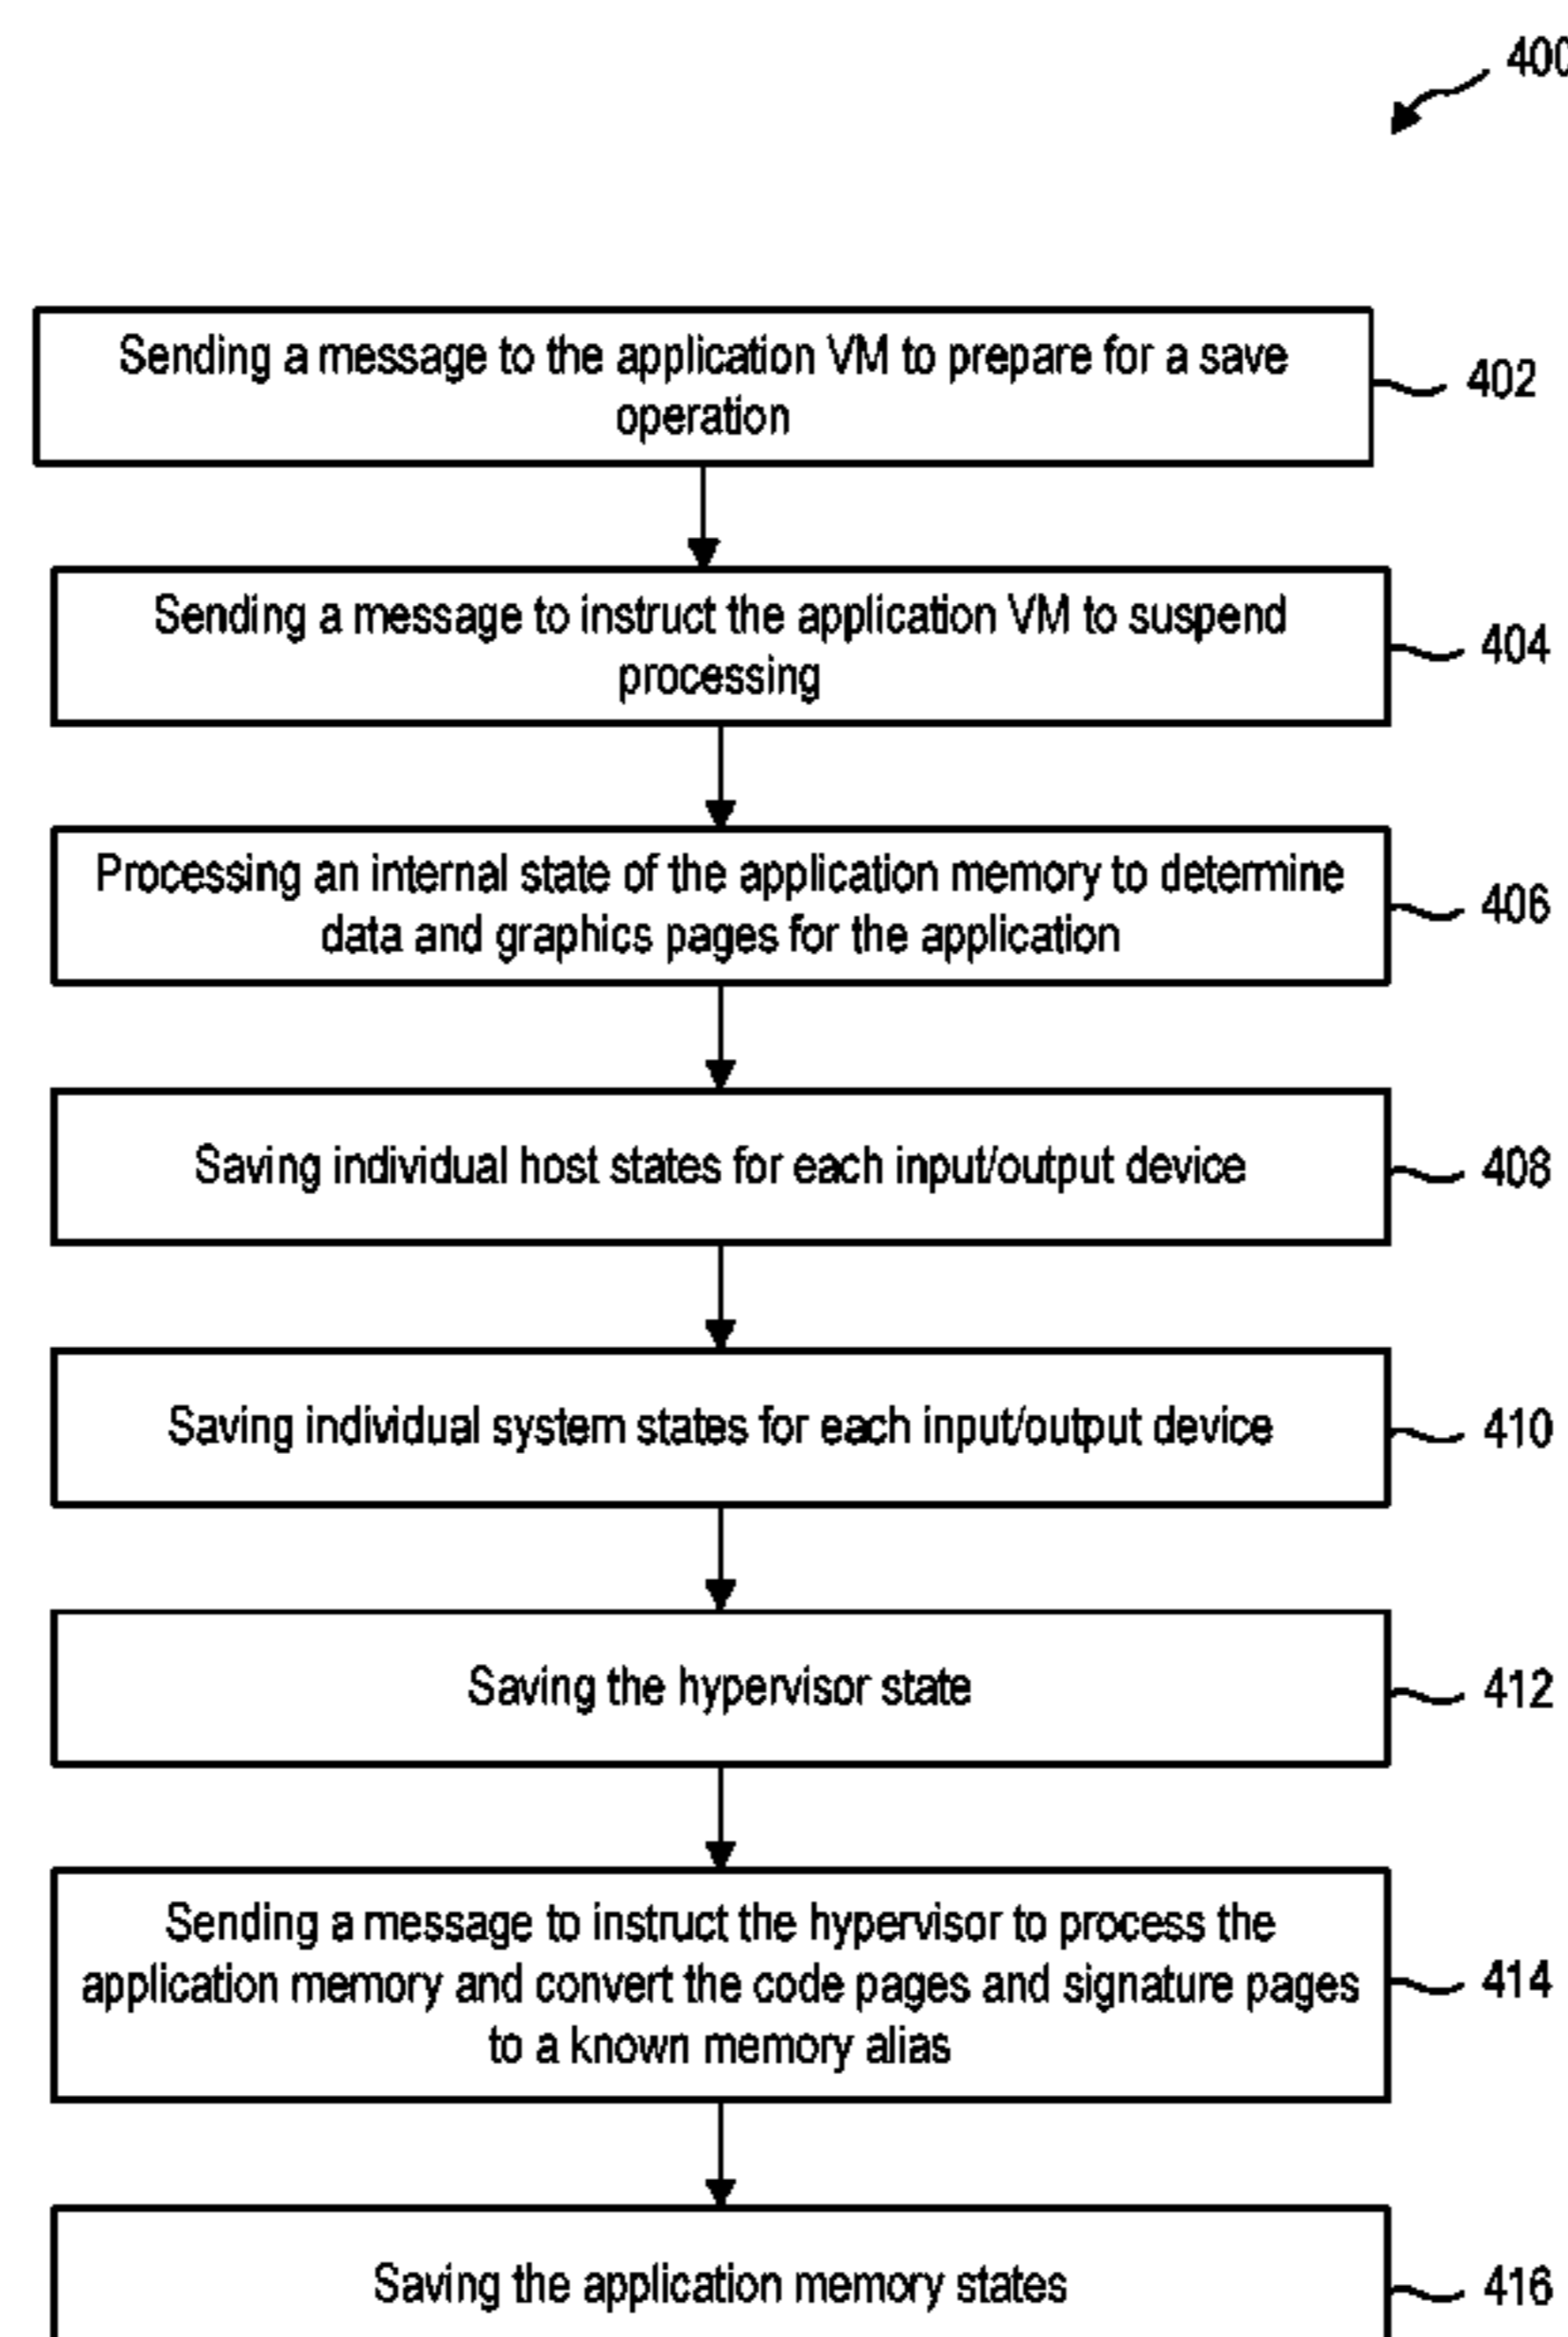 400
Sending a message to the application VM to prepare for a save
operation
402
Sending a message to instruct the application VM to suspend
processing
404
Processing an internal state of the application memory to determine
data and graphics pages for the application
406
Saving individual host states for each input/output device
408
Saving individual system states for each input/output device
410
Saving the hypervisor state
412
Sending a message to instruct the hypervisor to process the
application memory and convert the code pages and signature pages
to a known memory alias
414
Saving the application memory states
416